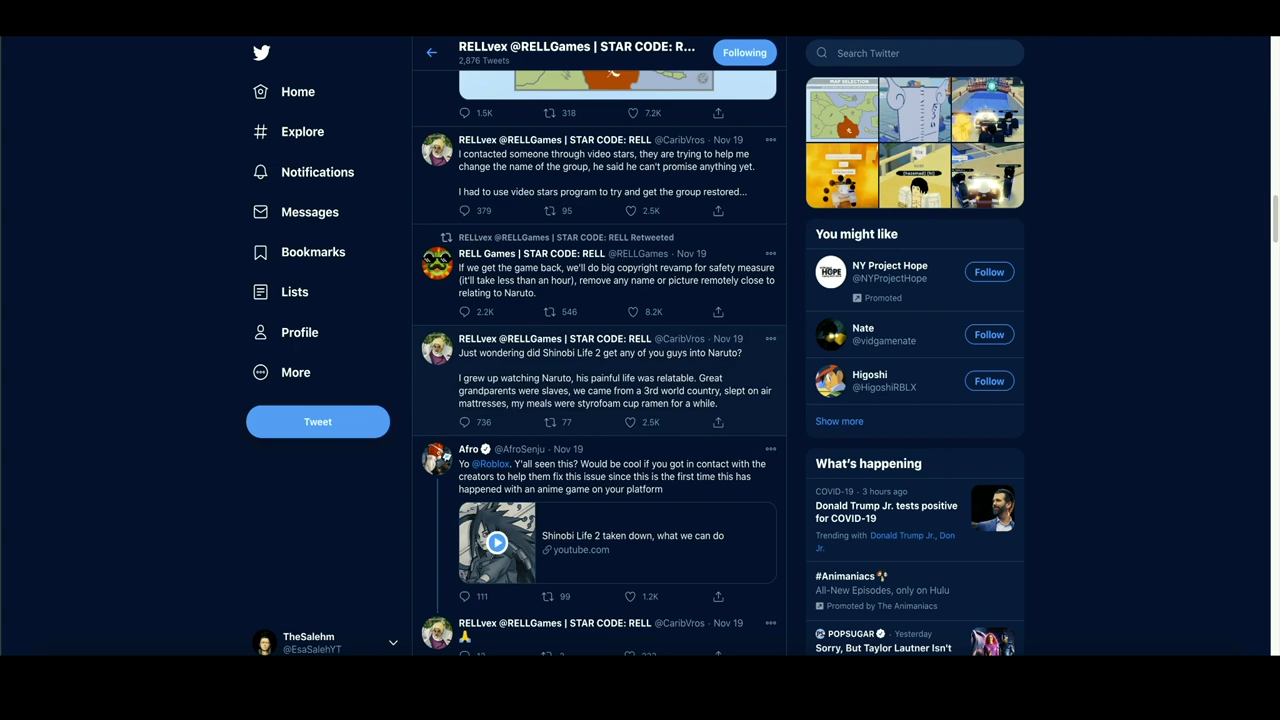 Home
Explore
Notifications
Messages
Bookmarks
Lists
Profile
More
Tweet
TheSalehm
@EsaSalehYT
RELLvex @RELLGames | STAR CODE: R...
2,876 Tweets
Following
1.5K 318 7.2K
RELLvex @RELLGames | STAR CODE: RELL @CaribVros · Nov 19
I contacted someone through video stars, they are trying to help me
change the name of the group, he said he can't promise anything yet.
I had to use video stars program to try and get the group restored...
379 95 2.5K
RELLvex @RELLGames | STAR CODE: RELL Retweeted
RELL Games | STAR CODE: RELL @RELLGames · Nov 19
If we get the game back, we'll do big copyright revamp for safety measure
(it'll take less than an hour), remove any name or picture remotely close to
relating to Naruto.
2.2K 546 8.2K
RELLvex @RELLGames | STAR CODE: RELL @CaribVros · Nov 19
Just wondering did Shinobi Life 2 get any of you guys into Naruto?
I grew up watching Naruto, his painful life was relatable. Great
grandparents were slaves, we came from a 3rd world country, slept on air
mattresses, my meals were styrofoam cup ramen for a while.
736 77 2.5K
Afro @AfroSenju · Nov 19
Yo @Roblox. Y'all seen this? Would be cool if you got in contact with the
creators to help them fix this issue since this is the first time this has
happened with an anime game on your platform
Shinobi Life 2 taken down, what we can do
youtube.com
111 99 1.2K
RELLvex @RELLGames | STAR CODE: RELL @CaribVros · Nov 19
Search Twitter
MAP SELECTION
You might like
HOPE
NY Project Hope
@NYProjectHope
Promoted
Follow
Nate
@vidgamenate
Follow
Higoshi
@HigoshiRBLX
Follow
Show more
What's happening
COVID-19 · 3 hours ago
Donald Trump Jr. tests positive
for COVID-19
Trending with Donald Trump Jr., Don
Jr.
#Animaniacs
All-New Episodes, only on Hulu
Promoted by The Animaniacs
POPSUGAR · Yesterday
Sorry, But Taylor Lautner Isn't